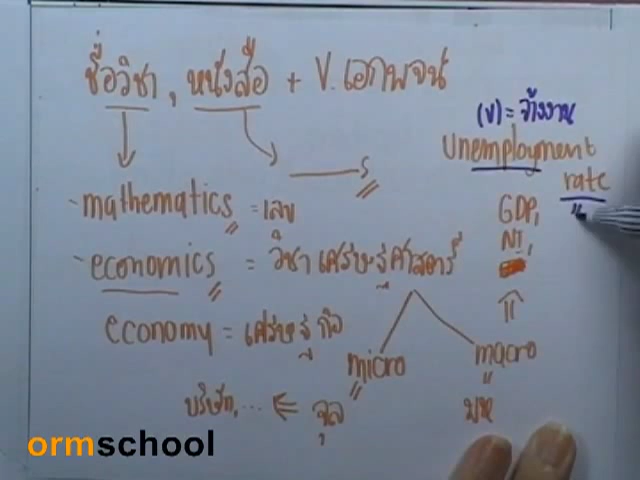 ชื่อวิชา, หนังสือ + V. เอกพจน์
(v) = จ้างงาน
unemployment
rate
s
- mathematics = เลข
GDP,
NI,
- economics = วิชาเศรษฐศาสตร์
economy = เศรษฐกิจ
micro
macro
บริษัท, ...
จุล
มห
ormschool